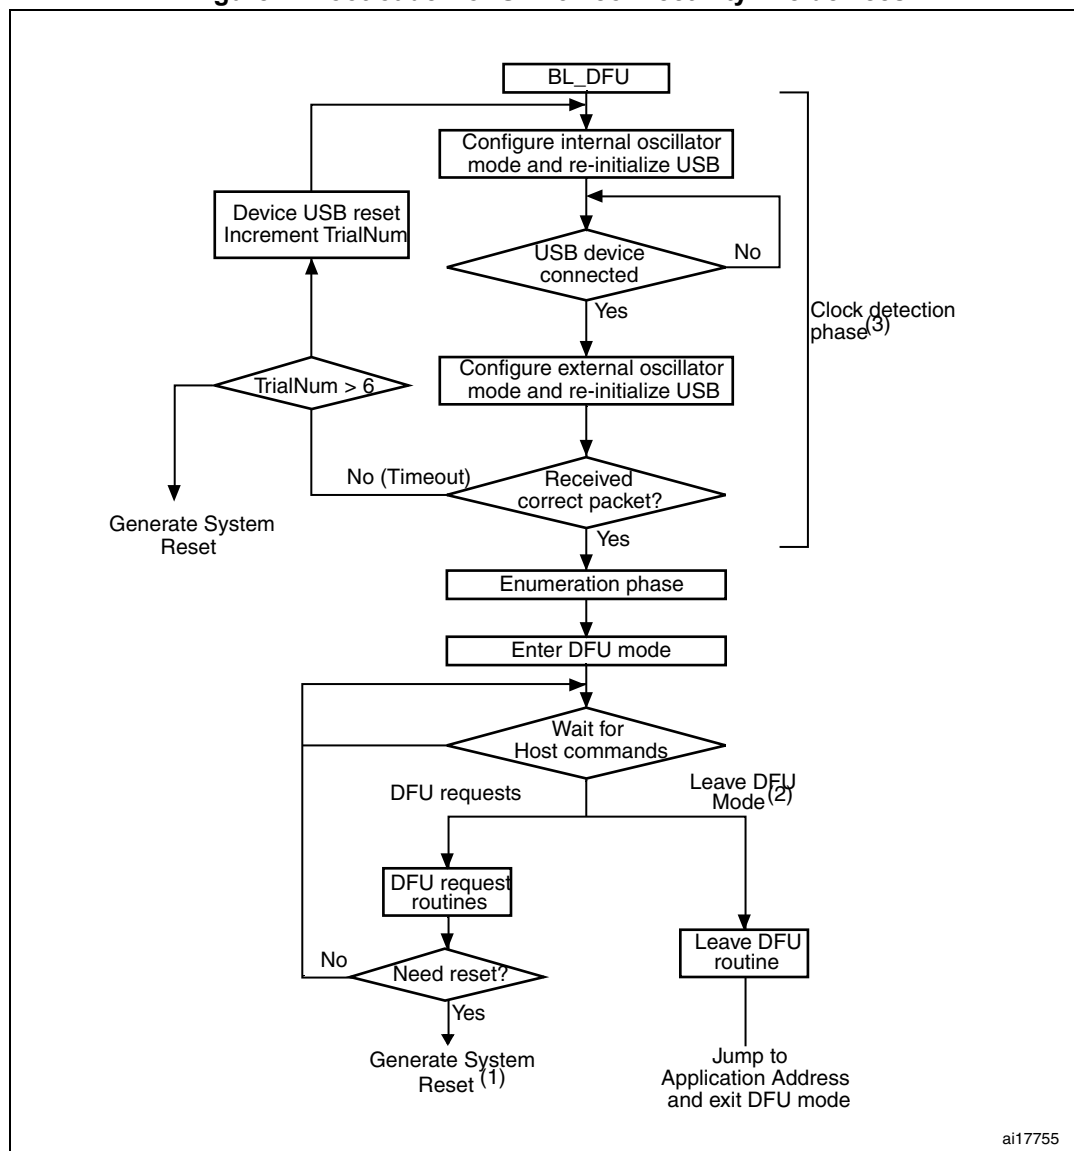 BL_DFU
Configure internal oscillator
mode and re-initialize USB
Device USB reset
Increment TrialNum
USB device
connected
No
Yes
Clock detection
phase(3)
Configure external oscillator
mode and re-initialize USB
TrialNum > 6
No (Timeout)
Received
correct packet?
Generate System
Reset
Yes
Enumeration phase
Enter DFU mode
Wait for
Host commands
DFU requests
Leave DFU
Mode(2)
DFU request
routines
Leave DFU
routine
No
Need reset?
Yes
Generate System
Reset (1)
Jump to
Application Address
and exit DFU mode
ai17755